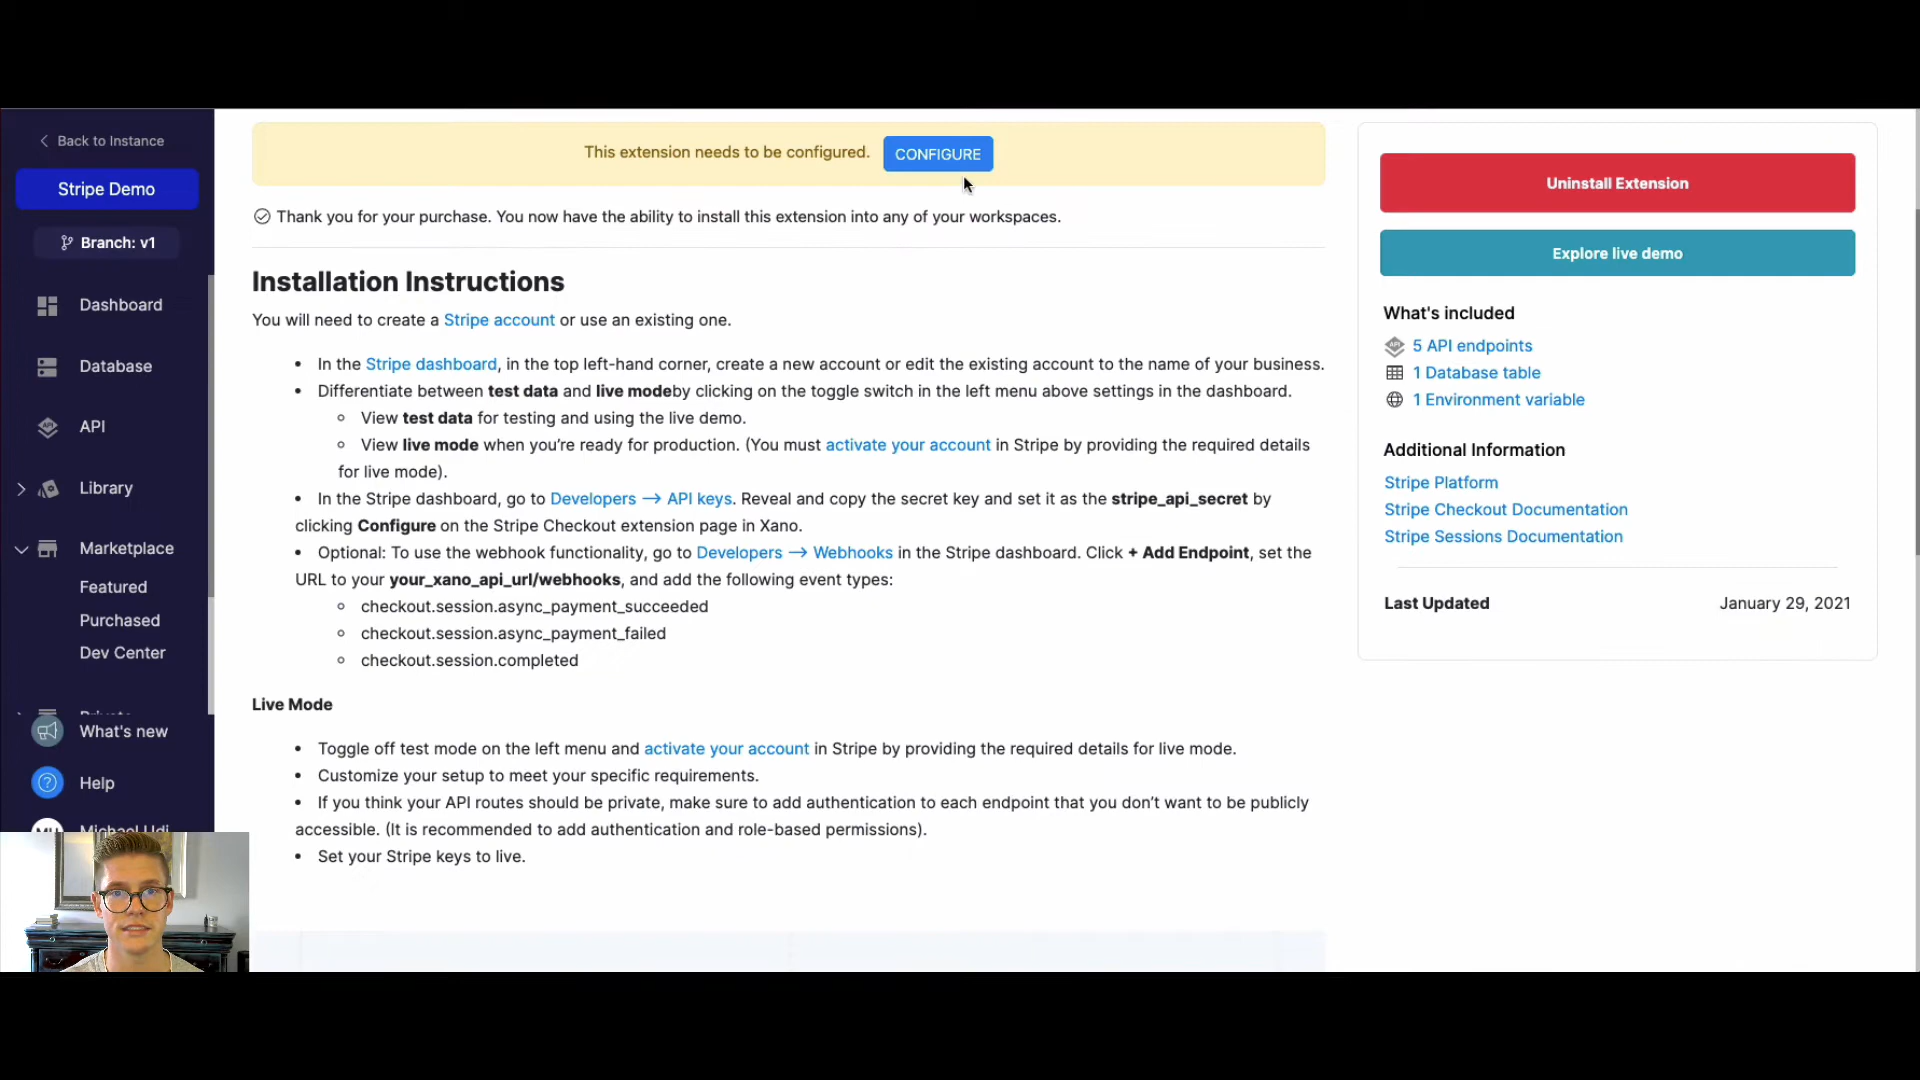 Back to Instance
Stripe Demo
Branch: v1
Dashboard
Database
API
Library
Marketplace
Featured
Purchased
Dev Center
What's new
Help
This extension needs to be configured. CONFIGURE
Thank you for your purchase. You now have the ability to install this extension into any of your workspaces.
Installation Instructions
You will need to create a Stripe account or use an existing one.
• In the Stripe dashboard, in the top left-hand corner, create a new account or edit the existing account to the name of your business.
• Differentiate between test data and live modeby clicking on the toggle switch in the left menu above settings in the dashboard.
◦ View test data for testing and using the live demo.
◦ View live mode when you’re ready for production. (You must activate your account in Stripe by providing the required details
for live mode).
• In the Stripe dashboard, go to Developers → API keys. Reveal and copy the secret key and set it as the stripe_api_secret by
clicking Configure on the Stripe Checkout extension page in Xano.
• Optional: To use the webhook functionality, go to Developers → Webhooks in the Stripe dashboard. Click + Add Endpoint, set the
URL to your your_xano_api_url/webhooks, and add the following event types:
◦ checkout.session.async_payment_succeeded
◦ checkout.session.async_payment_failed
◦ checkout.session.completed
Live Mode
• Toggle off test mode on the left menu and activate your account in Stripe by providing the required details for live mode.
• Customize your setup to meet your specific requirements.
• If you think your API routes should be private, make sure to add authentication to each endpoint that you don’t want to be publicly
accessible. (It is recommended to add authentication and role-based permissions).
• Set your Stripe keys to live.
Uninstall Extension
Explore live demo
What's included
5 API endpoints
1 Database table
1 Environment variable
Additional Information
Stripe Platform
Stripe Checkout Documentation
Stripe Sessions Documentation
Last Updated January 29, 2021